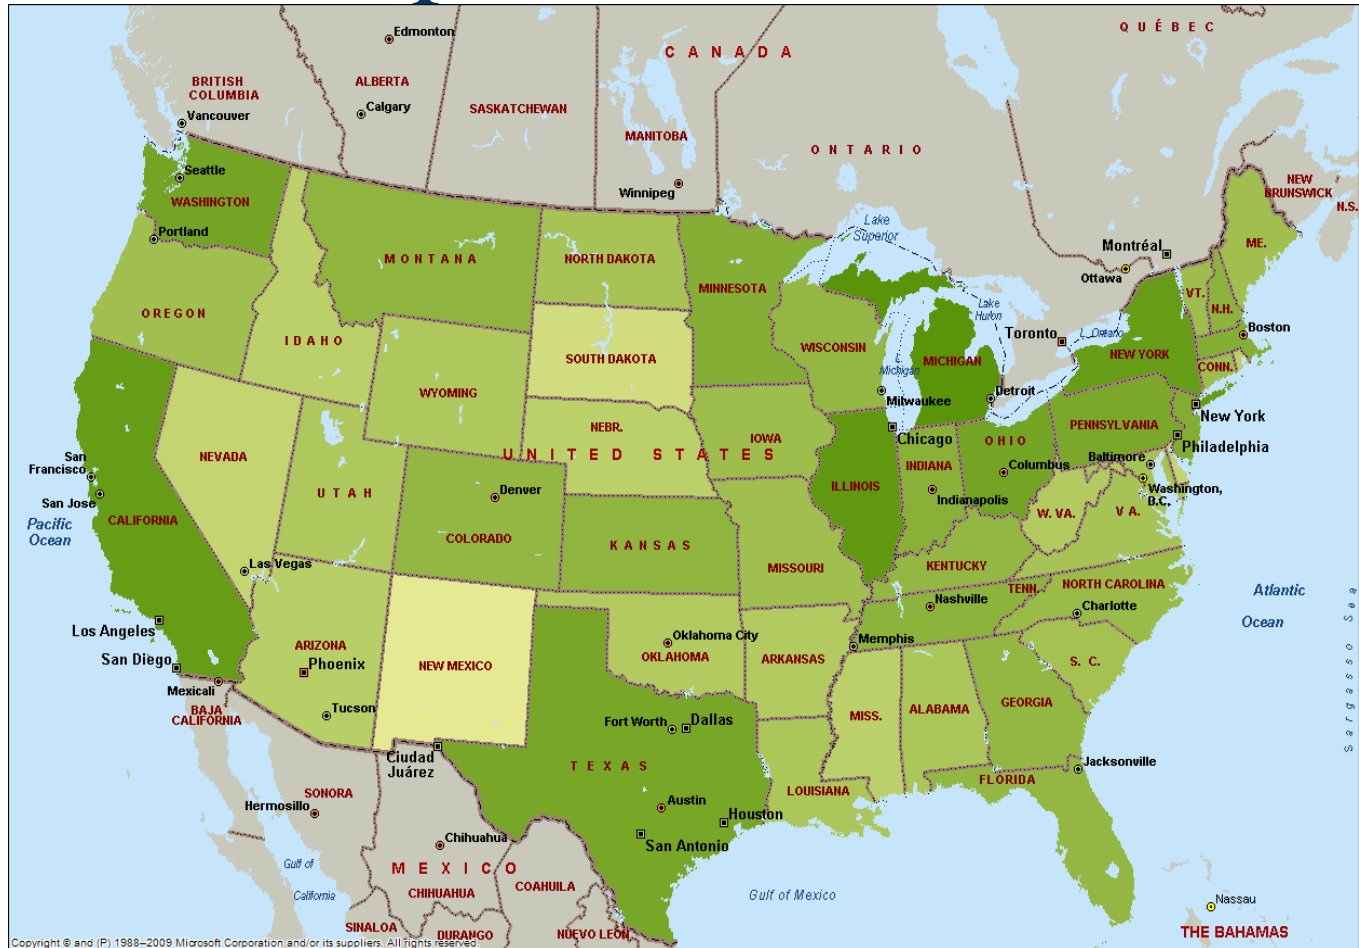 Edmonton
CANADA
QUÉBEC
BRITISH
COLUMBIA
ALBERTA
Calgary
SASKATCHEWAN
Vancouver
MANITOBA
ONTARIO
Winnipeg
NEW
BRUNSWICK
N.S.
Seattle
WASHINGTON
Portland
MONTANA
NORTH DAKOTA
MINNESOTA
Lake
Superior
Montréal
Ottawa
ME.
VT.
N.H.
Boston
OREGON
IDAHO
WYOMING
SOUTH DAKOTA
WISCONSIN
L.
Michigan
MICHIGAN
Lake
Huron
Toronto
L. Ontario
NEW YORK
CONN.
Milwaukee
Detroit
New York
NEBR.
IOWA
Chicago
OHIO
PENNSYLVANIA
Philadelphia
UNITED STATES
San
Francisco
San Jose
NEVADA
UTAH
Denver
COLORADO
KANSAS
MISSOURI
ILLINOIS
INDIANA
Indianapolis
Columbus
Baltimore
Washington,
D.C.
W. VA.
VA.
Pacific
Ocean
CALIFORNIA
Las Vegas
KENTUCKY
TENN.
NORTH CAROLINA
Nashville
Charlotte
Atlantic
Ocean
Sargasso Sea
Los Angeles
San Diego
Mexicali
BAJA
CALIFORNIA
ARIZONA
Phoenix
Tucson
NEW MEXICO
Oklahoma City
OKLAHOMA
ARKANSAS
Memphis
S. C.
MISS.
ALABAMA
GEORGIA
Fort Worth
Dallas
Ciudad
Juárez
TEXAS
LOUISIANA
FLORIDA
Jacksonville
SONORA
Hermosillo
Austin
Houston
San Antonio
Chihuahua
MEXICO
CHIHUAHUA
COAHUILA
Gulf of
California
Gulf of Mexico
SINALOA
DURANGO
NUEVO LEON
Nassau
THE BAHAMAS
Copyright © and (P) 1988–2009 Microsoft Corporation and/or its suppliers. All rights reserved.